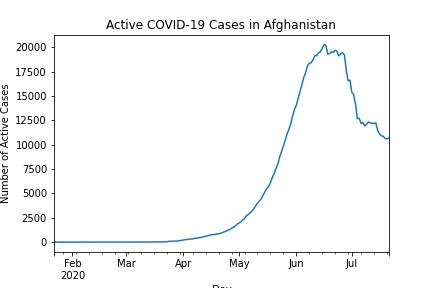 Active COVID-19 Cases in Afghanistan
Number of Active Cases
20000
17500
15000
12500
10000
7500
5000
2500
0
Feb
2020
Mar
Apr
May
Jun
Jul